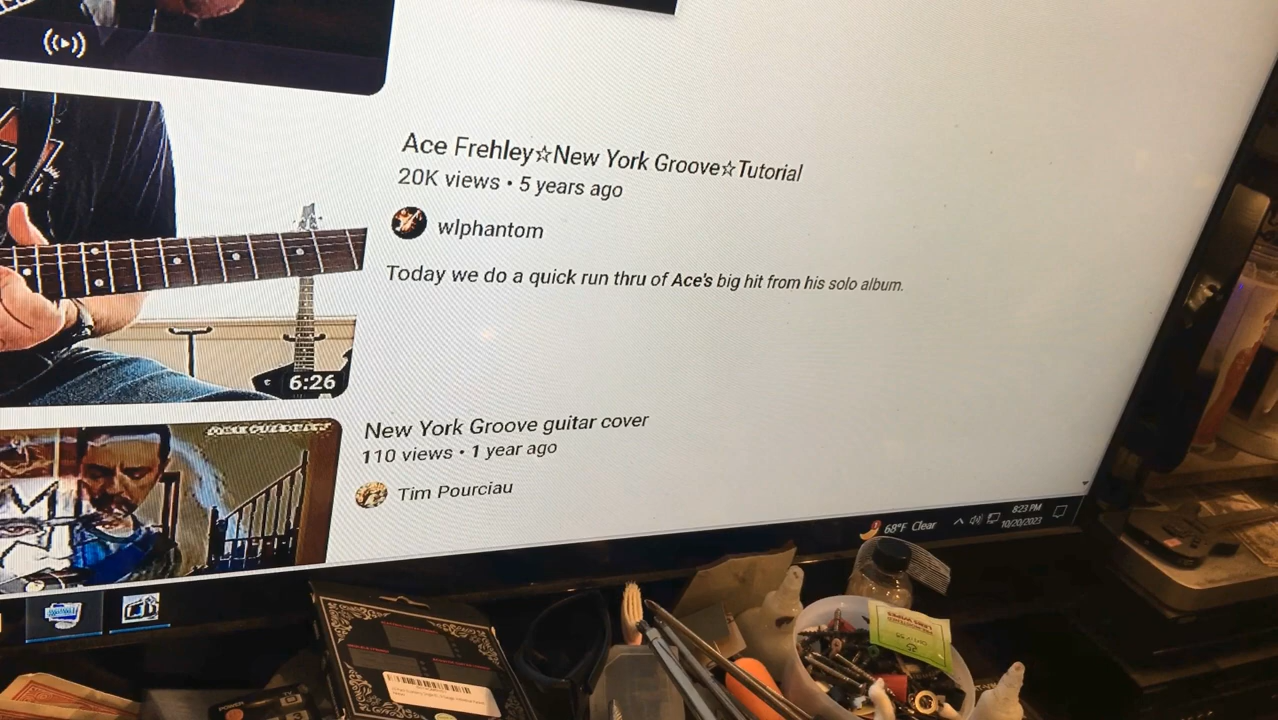 Ace Frehley☆New York Groove☆Tutorial
20K views • 5 years ago
wlphantom
Today we do a quick run thru of Ace's big hit from his solo album.
6:26
New York Groove guitar cover
110 views • 1 year ago
Tim Pourciau
68°F Clear
8:23 PM
10/20/2023